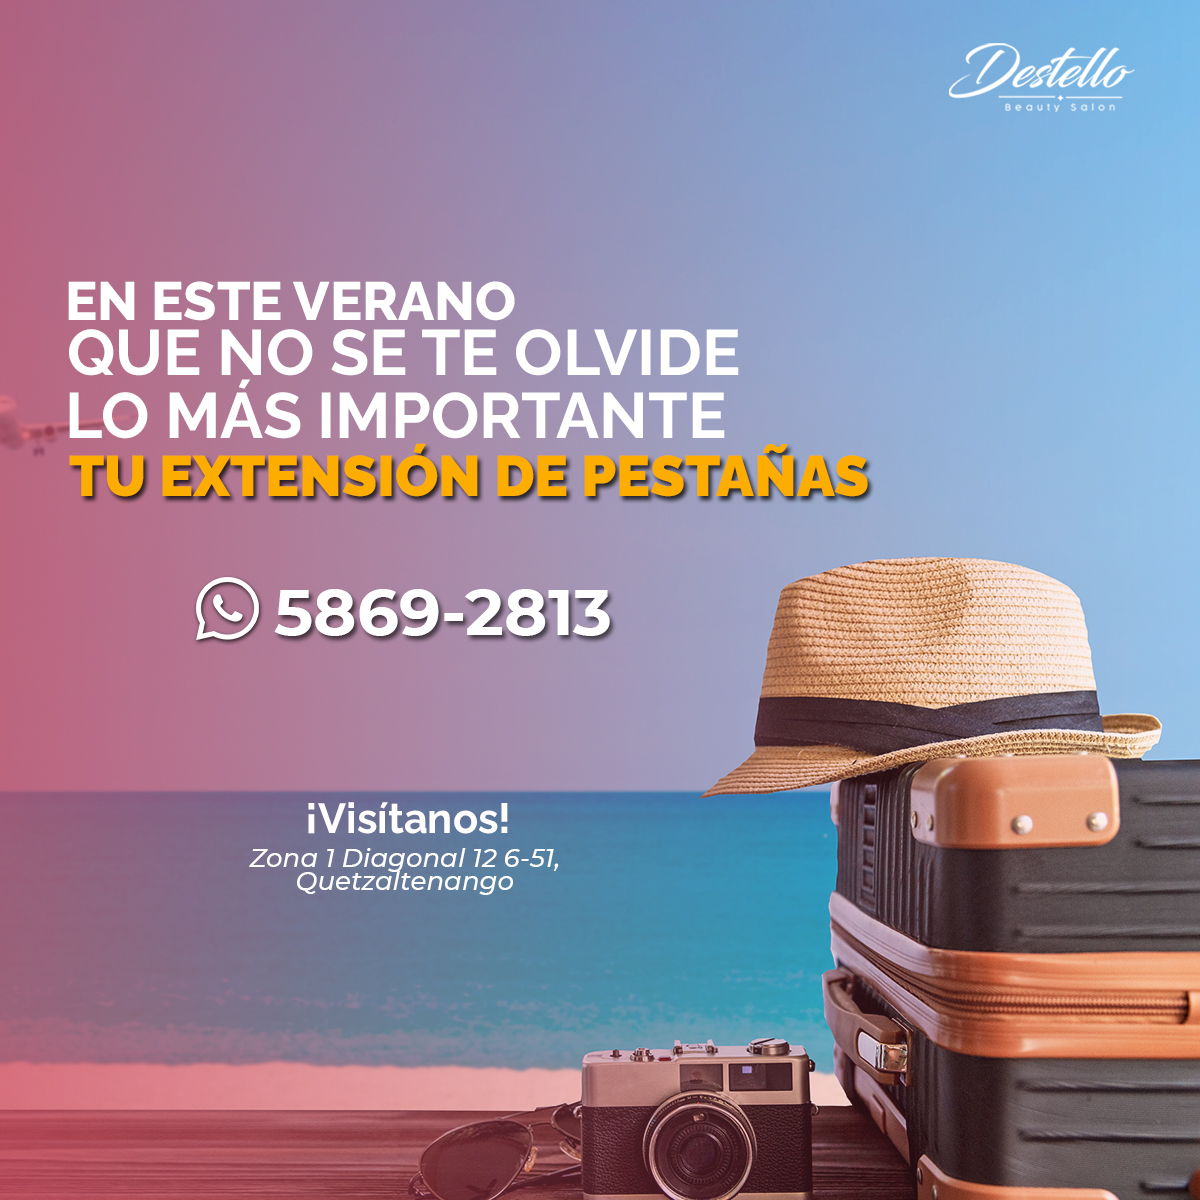 Destello
Beauty Salon
EN ESTE VERANO
QUE NO SE TE OLVIDE
LO MÁS IMPORTANTE
TU EXTENSIÓN DE PESTAÑAS
5869-2813
¡Visítanos!
Zona 1 Diagonal 12 6-51,
Quetzaltenango